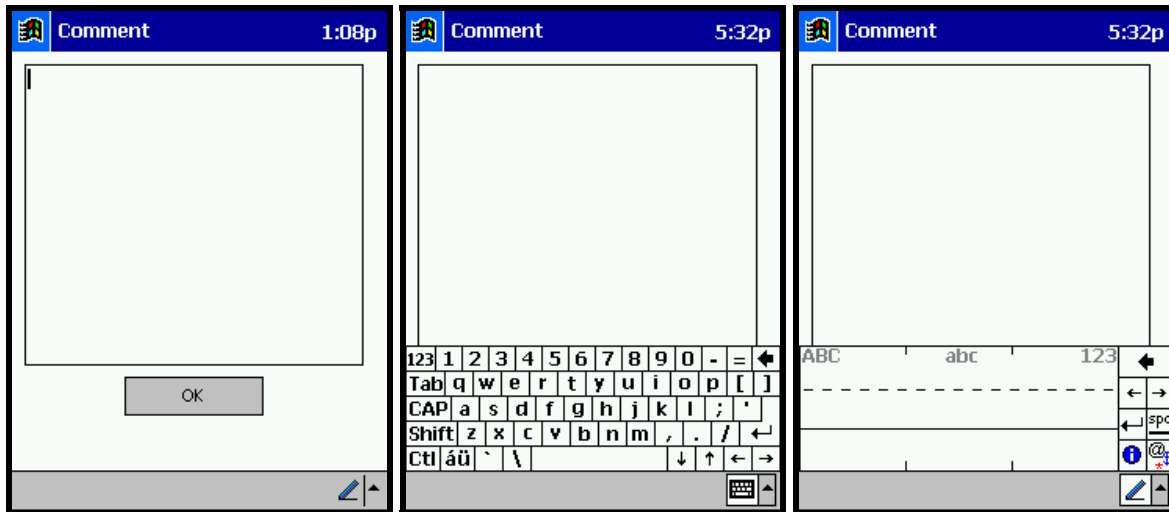 Comment 1:08p
OK
Comment 5:32p
123 1 2 3 4 5 6 7 8 9 0 - =
Tab q w e r t y u i o p [ ]
CAP a s d f g h j k l ; '
Shift z x c v b n m , . /
Ctl áü ` \
Comment 5:32p
ABC abc 123
spc
@ *